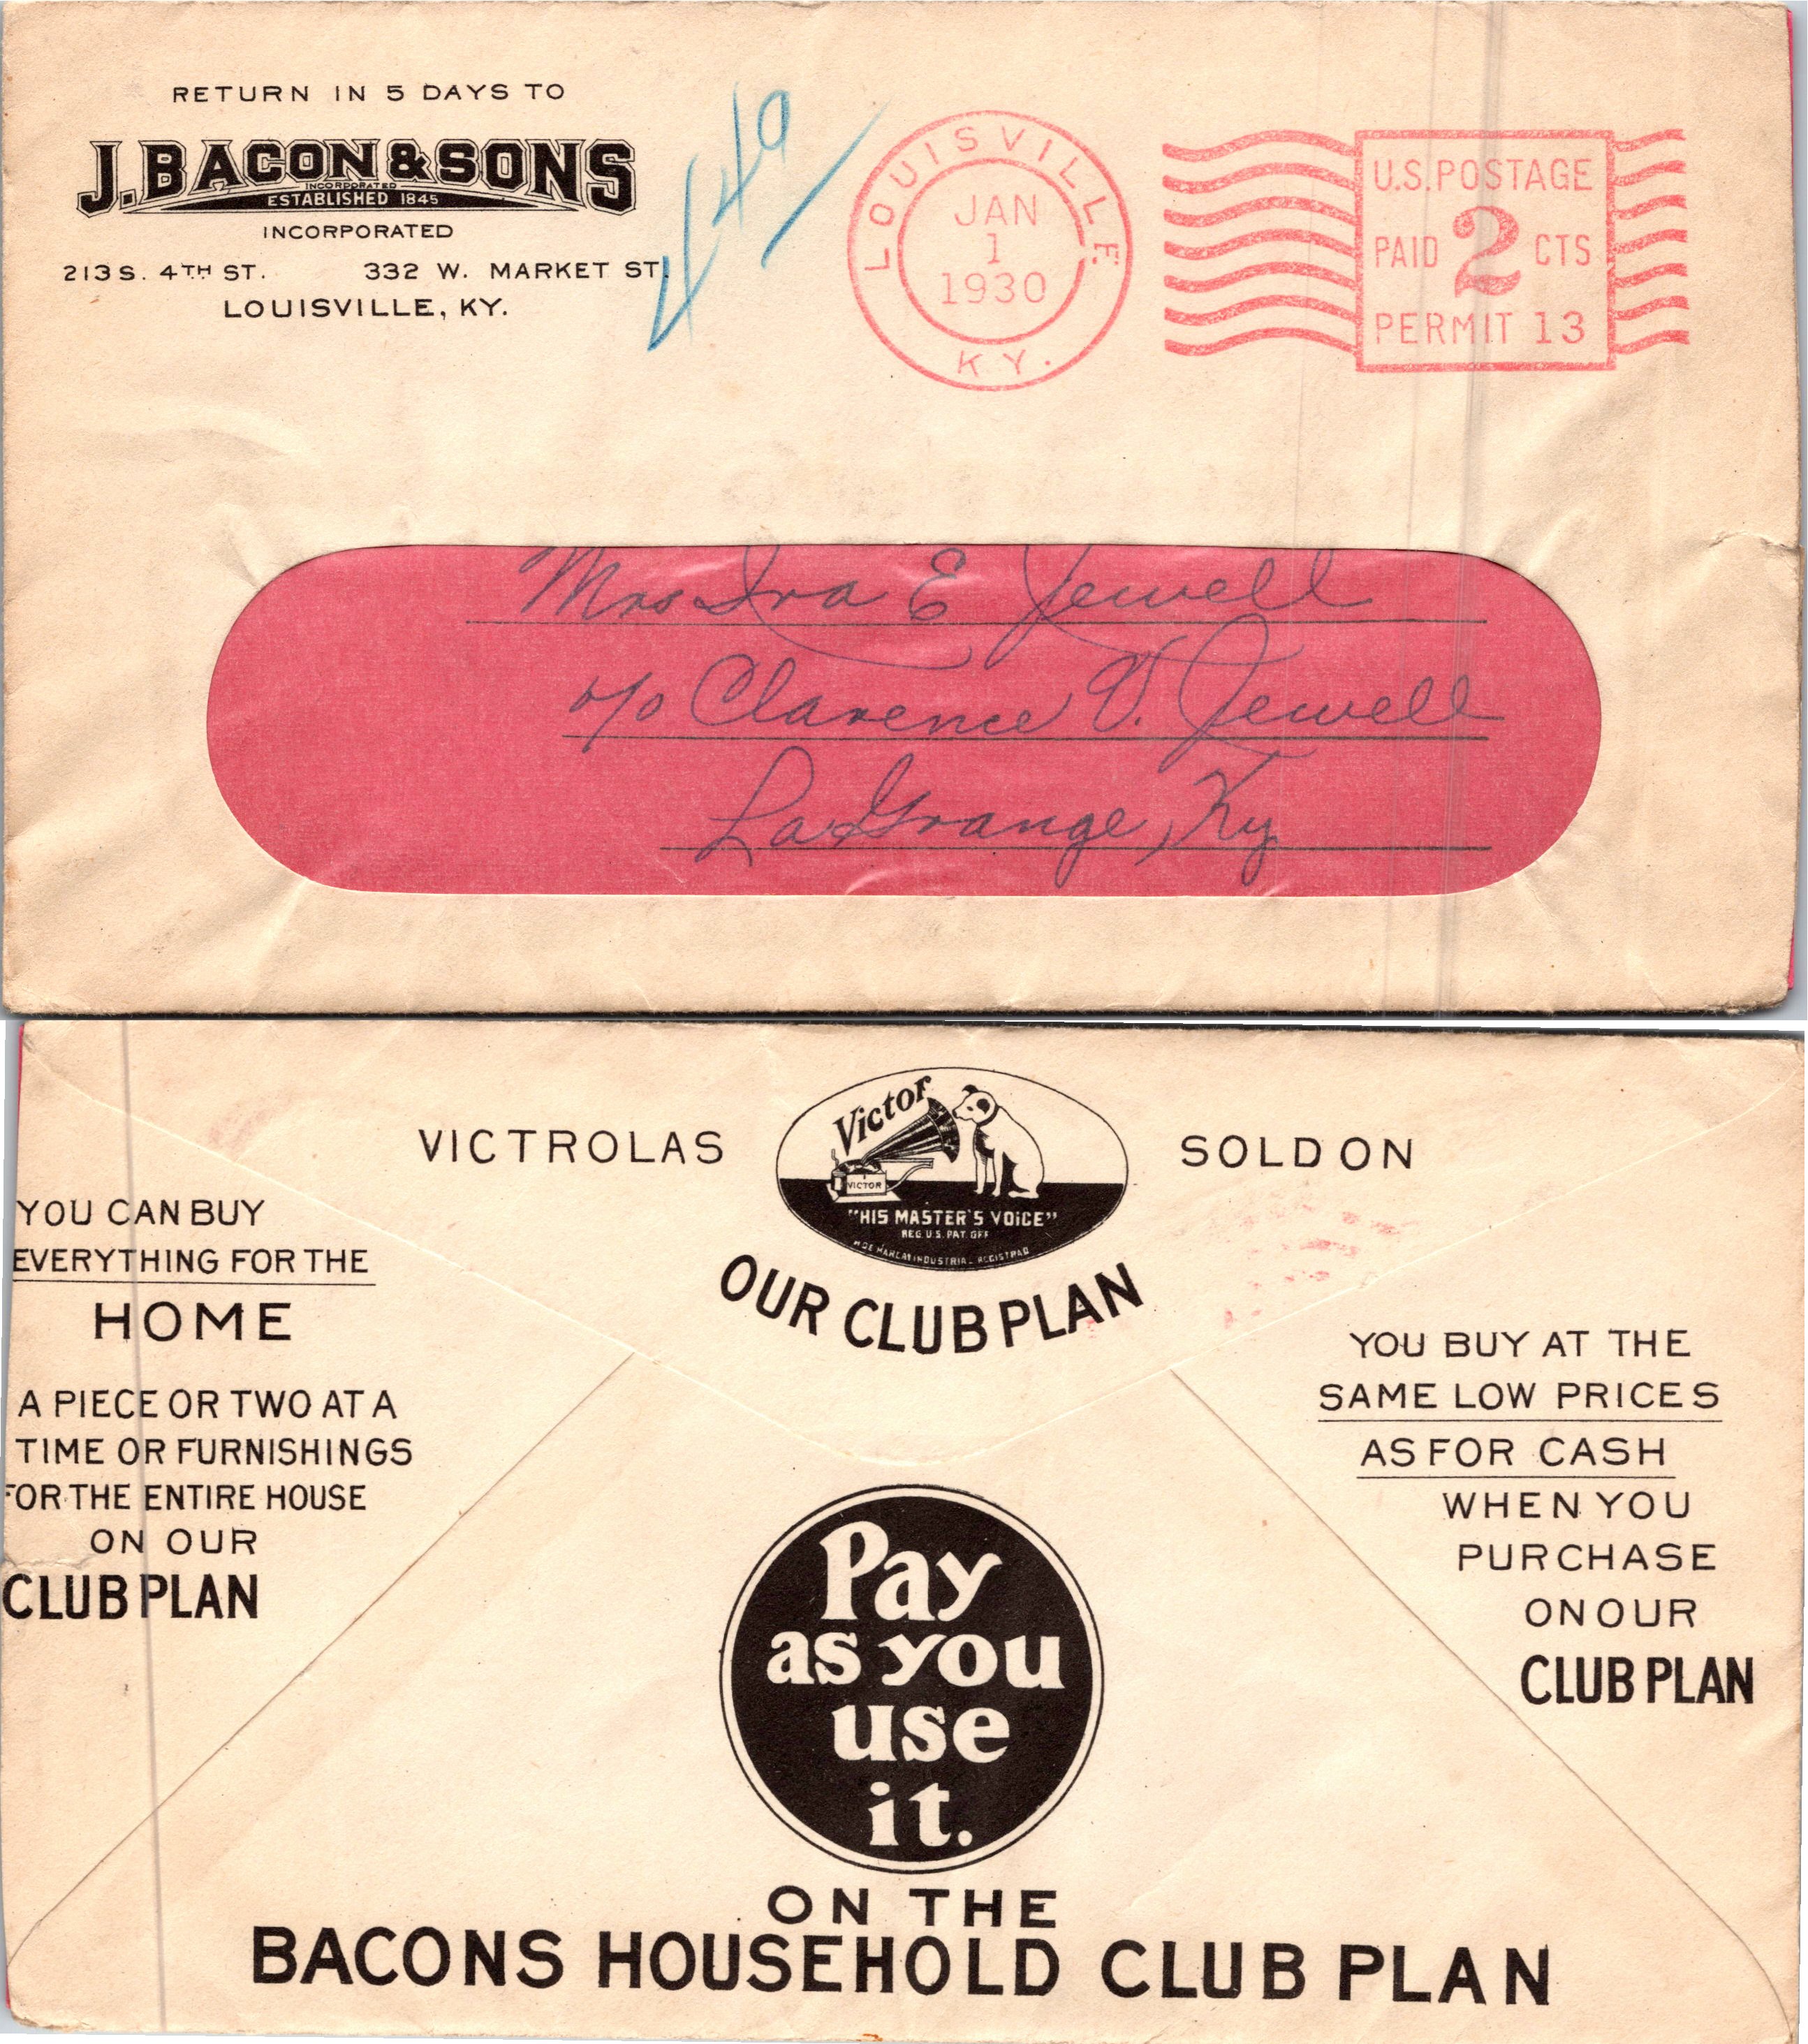 RETURN IN 5 DAYS TO
J. BACON & SONS
INCORPORATED
ESTABLISHED 1845
INCORPORATED
213 S. 4TH ST. 332 W. MARKET ST.
LOUISVILLE, KY.
449
LOUISVILLE
JAN
1
1930
KY.
U.S. POSTAGE
PAID 2 CTS
PERMIT 13
Mrs Ira E Jewell
c/o Clarence V. Jewell
La Grange, Ky
VICTROLAS
Victor
VICTOR
"HIS MASTER'S VOICE"
REG. U.S. PAT. OFF
SOLD ON
OUR CLUB PLAN
YOU CAN BUY
EVERYTHING FOR THE
HOME
A PIECE OR TWO AT A
TIME OR FURNISHINGS
FOR THE ENTIRE HOUSE
ON OUR
CLUB PLAN
YOU BUY AT THE
SAME LOW PRICES
AS FOR CASH
WHEN YOU
PURCHASE
ON OUR
CLUB PLAN
Pay
as you
use
it.
ON THE
BACONS HOUSEHOLD CLUB PLAN